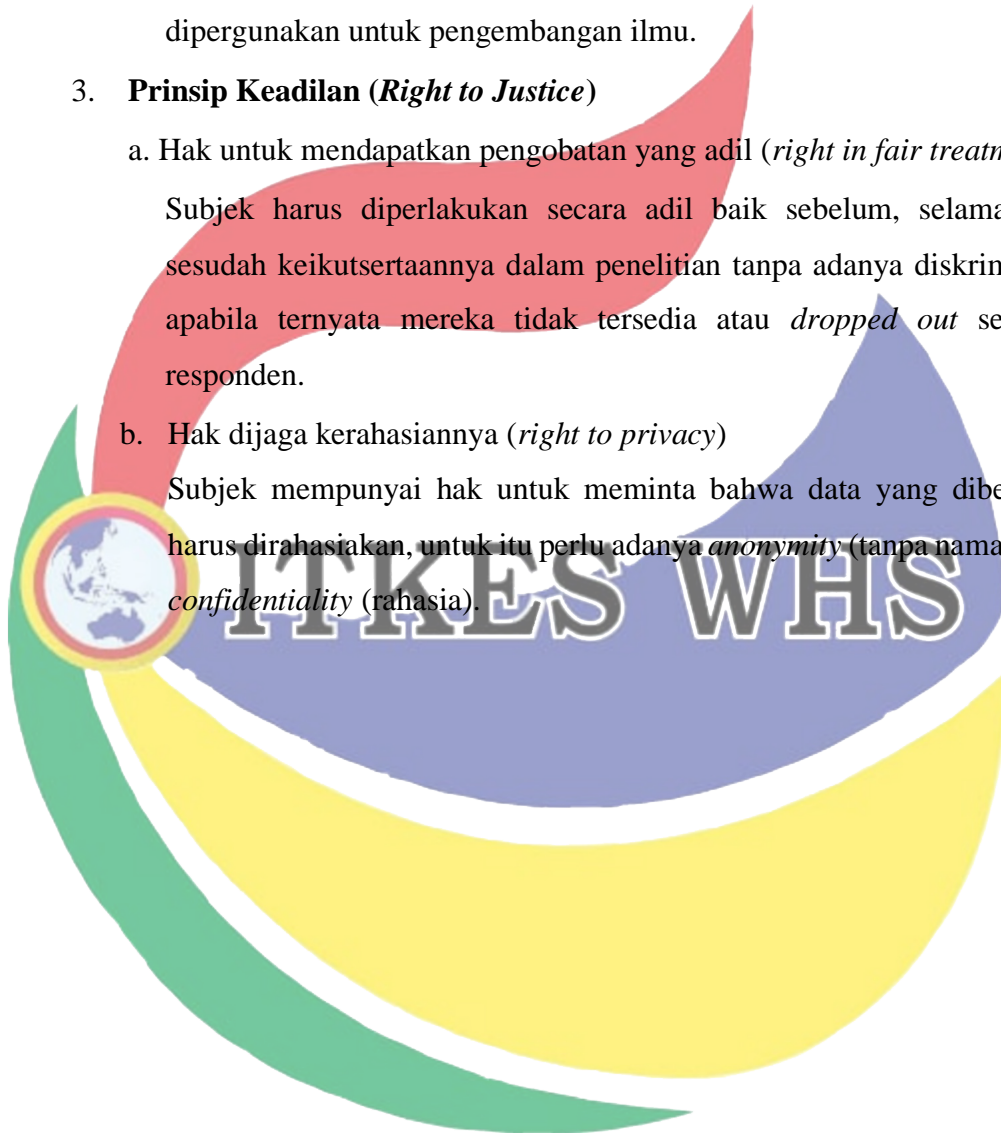 dipergunakan untuk pengembangan ilmu.
3. Prinsip Keadilan (Right to Justice)
a. Hak untuk mendapatkan pengobatan yang adil (right in fair treatm
Subjek harus diperlakukan secara adil baik sebelum, selama
sesudah keikutsertaannya dalam penelitian tanpa adanya diskrin
apabila ternyata mereka tidak tersedia atau dropped out se
responden.
b. Hak dijaga kerahasiannya (right to privacy)
Subjek mempunyai hak untuk meminta bahwa data yang dibe
harus dirahasiakan, untuk itu perlu adanya anonymity (tanpa nama
confidentiality (rahasia).
ITKES WHS